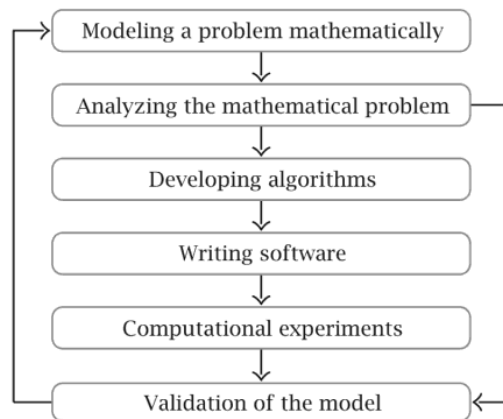 Modeling a problem mathematically
Analyzing the mathematical problem
Developing algorithms
Writing software
Computational experiments
Validation of the model